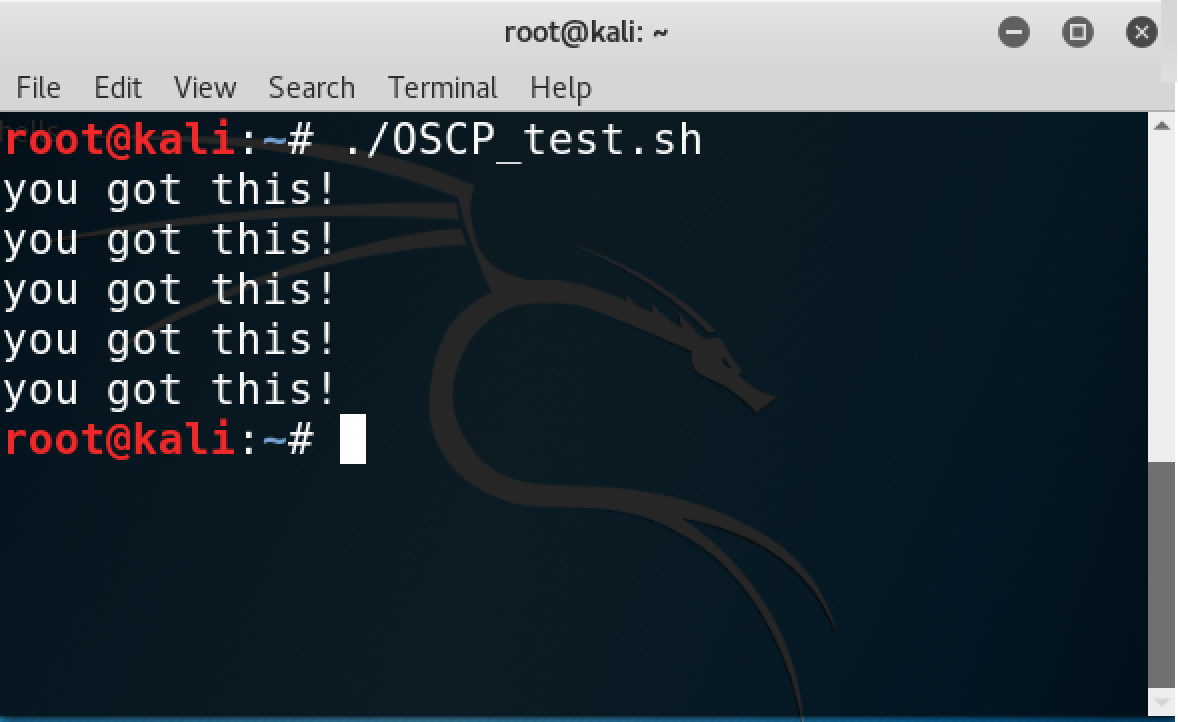 root@kali: ~
File Edit View Search Terminal Help
root@kali:~# ./OSCP_test.sh
you got this!
you got this!
you got this!
you got this!
you got this!
root@kali:~#